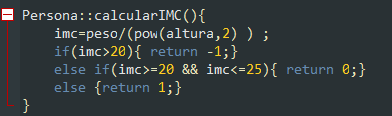 Persona::calcularIMC(){
imc=peso/(pow(altura,2) ) ;
if(imc>20){ return -1;}
else if(imc>=20 && imc<=25){ return 0;}
else {return 1;}
}